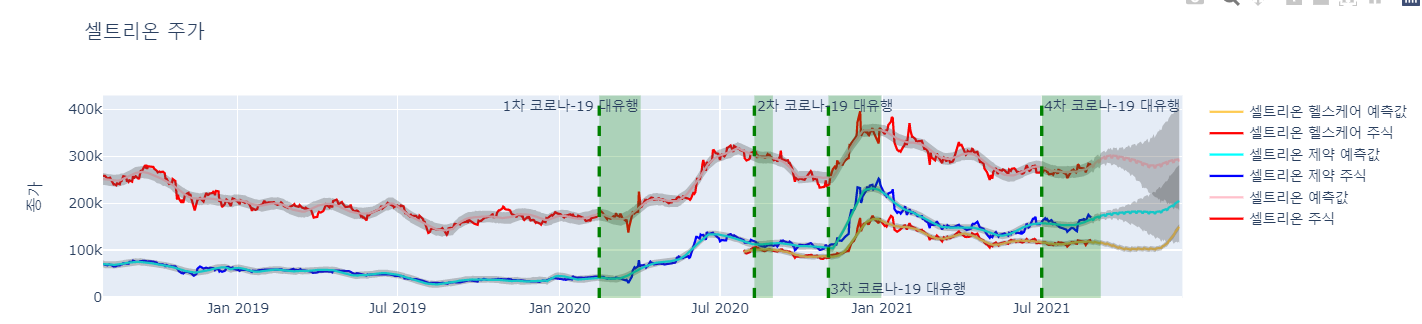 셀트리온 주가
종가
400k
300k
200k
100k
0
1차 코로나-19 대유행
2차 코로나-19 대유행
3차 코로나-19 대유행
4차 코로나-19 대유행
Jan 2019
Jul 2019
Jan 2020
Jul 2020
Jan 2021
Jul 2021
셀트리온 헬스케어 예측값
셀트리온 헬스케어 주식
셀트리온 제약 예측값
셀트리온 제약 주식
셀트리온 예측값
셀트리온 주식